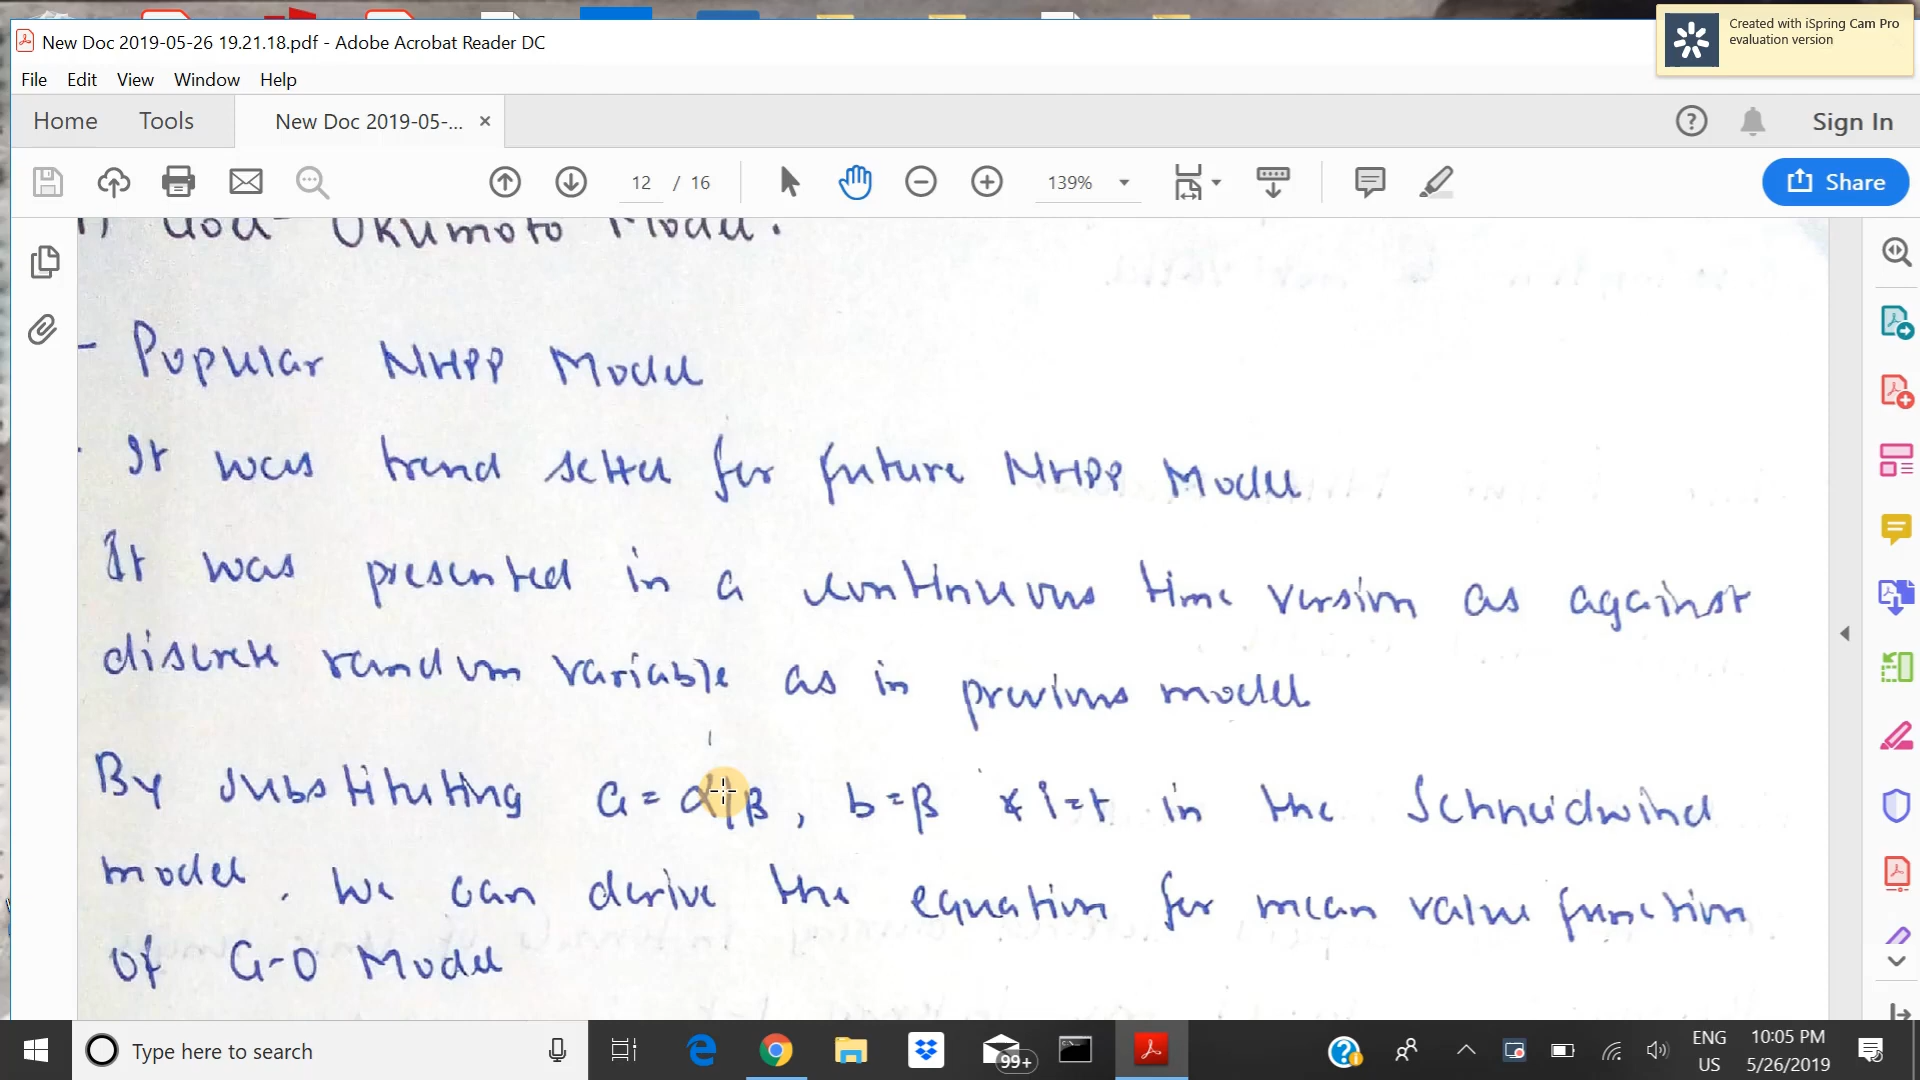 Created with iSpring Cam Pro
evaluation version
New Doc 2019-05-26 19.21.18.pdf - Adobe Acrobat Reader DC
File Edit View Window Help
Home Tools New Doc 2019-05-... × Sign In
12 / 16 139% Share
Okumoto Model.
- Popular NHPP Model
- It was trend setter for future NHPP Model
It was presented in a continuous time version as against
discrete random variable as in previous model
By substituting a = α/β, b = β & i = t in the Schneidwind
model. We can derive the equation for mean value function
of G-O Model
Type here to search
99+
ENG
US
10:05 PM
5/26/2019